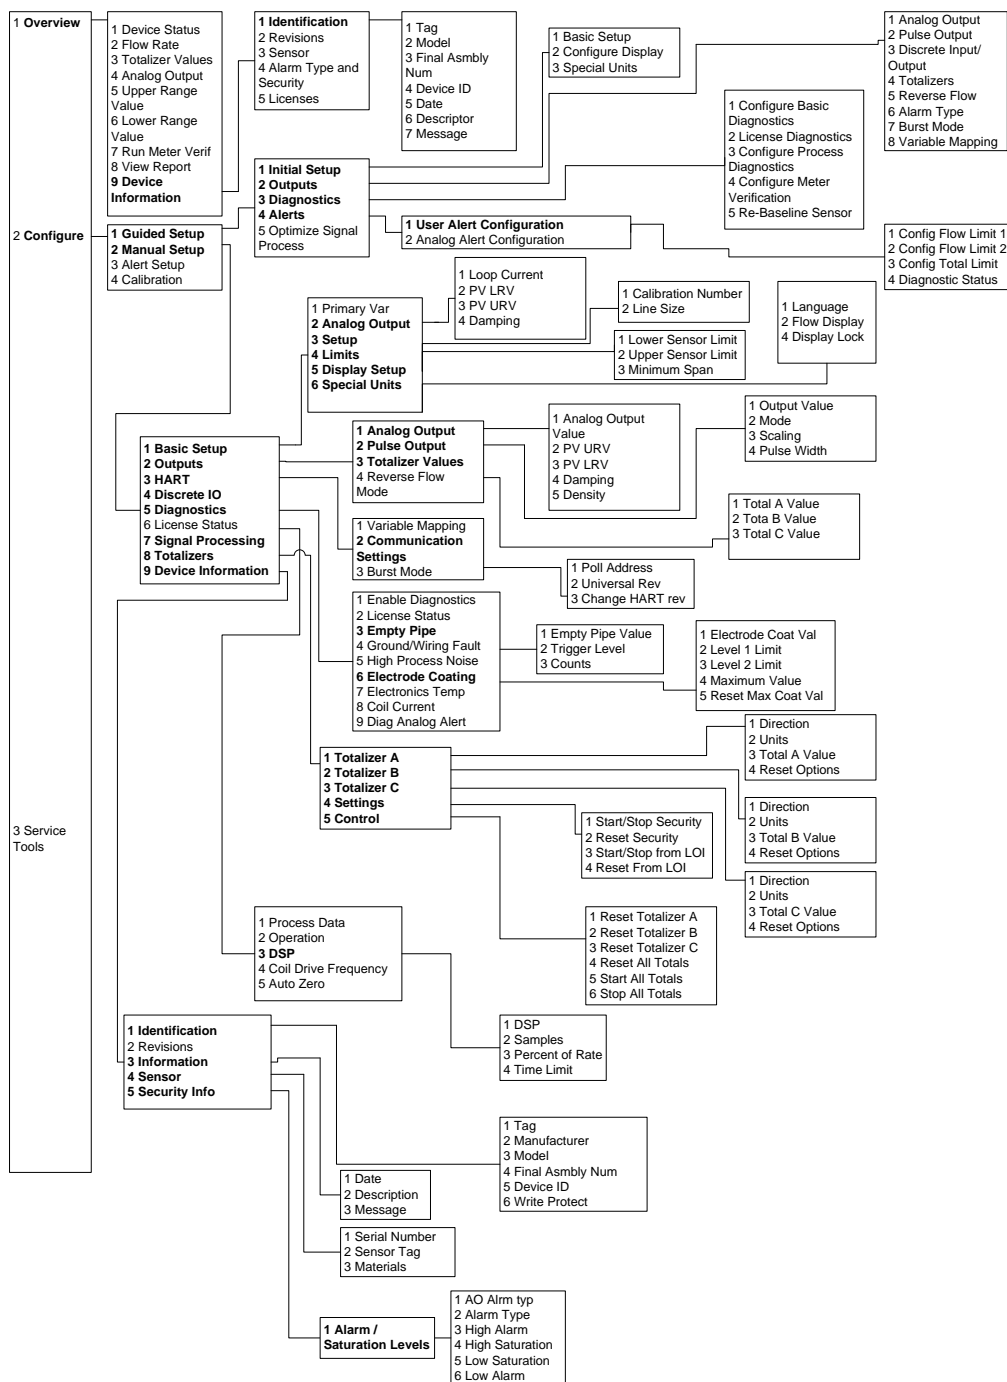 1 Overview
2 Configure
3 Service
Tools
1 Device Status
2 Flow Rate
3 Totalizer Values
4 Analog Output
5 Upper Range
Value
6 Lower Range
Value
7 Run Meter Verif
8 View Report
9 Device
Information
1 Identification
2 Revisions
3 Sensor
4 Alarm Type and
Security
5 Licenses
1 Tag
2 Model
3 Final Asmbly
Num
4 Device ID
5 Date
6 Descriptor
7 Message
1 Basic Setup
2 Configure Display
3 Special Units
1 Analog Output
2 Pulse Output
3 Discrete Input/
Output
4 Totalizers
5 Reverse Flow
6 Alarm Type
7 Burst Mode
8 Variable Mapping
1 Configure Basic
Diagnostics
2 License Diagnostics
3 Configure Process
Diagnostics
4 Configure Meter
Verification
5 Re-Baseline Sensor
1 Guided Setup
2 Manual Setup
3 Alert Setup
4 Calibration
1 Initial Setup
2 Outputs
3 Diagnostics
4 Alerts
5 Optimize Signal
Process
1 User Alert Configuration
2 Analog Alert Configuration
1 Config Flow Limit 1
2 Config Flow Limit 2
3 Config Total Limit
4 Diagnostic Status
1 Primary Var
2 Analog Output
3 Setup
4 Limits
5 Display Setup
6 Special Units
1 Loop Current
2 PV LRV
3 PV URV
4 Damping
1 Calibration Number
2 Line Size
1 Lower Sensor Limit
2 Upper Sensor Limit
3 Minimum Span
1 Language
2 Flow Display
4 Display Lock
1 Basic Setup
2 Outputs
3 HART
4 Discrete IO
5 Diagnostics
6 License Status
7 Signal Processing
8 Totalizers
9 Device Information
1 Analog Output
2 Pulse Output
3 Totalizer Values
4 Reverse Flow
Mode
1 Analog Output
Value
2 PV URV
3 PV LRV
4 Damping
5 Density
1 Output Value
2 Mode
3 Scaling
4 Pulse Width
1 Total A Value
2 Tota B Value
3 Total C Value
1 Variable Mapping
2 Communication
Settings
3 Burst Mode
1 Poll Address
2 Universal Rev
3 Change HART rev
1 Enable Diagnostics
2 License Status
3 Empty Pipe
4 Ground/Wiring Fault
5 High Process Noise
6 Electrode Coating
7 Electronics Temp
8 Coil Current
9 Diag Analog Alert
1 Empty Pipe Value
2 Trigger Level
3 Counts
1 Electrode Coat Val
2 Level 1 Limit
3 Level 2 Limit
4 Maximum Value
5 Reset Max Coat Val
1 Totalizer A
2 Totalizer B
3 Totalizer C
4 Settings
5 Control
1 Direction
2 Units
3 Total A Value
4 Reset Options
1 Direction
2 Units
3 Total B Value
4 Reset Options
1 Direction
2 Units
3 Total C Value
4 Reset Options
1 Start/Stop Security
2 Reset Security
3 Start/Stop from LOI
4 Reset From LOI
1 Reset Totalizer A
2 Reset Totalizer B
3 Reset Totalizer C
4 Reset All Totals
5 Start All Totals
6 Stop All Totals
1 Process Data
2 Operation
3 DSP
4 Coil Drive Frequency
5 Auto Zero
1 DSP
2 Samples
3 Percent of Rate
4 Time Limit
1 Identification
2 Revisions
3 Information
4 Sensor
5 Security Info
1 Tag
2 Manufacturer
3 Model
4 Final Asmbly Num
5 Device ID
6 Write Protect
1 Date
2 Description
3 Message
1 Serial Number
2 Sensor Tag
3 Materials
1 Alarm /
Saturation Levels
1 AO Alrm typ
2 Alarm Type
3 High Alarm
4 High Saturation
5 Low Saturation
6 Low Alarm